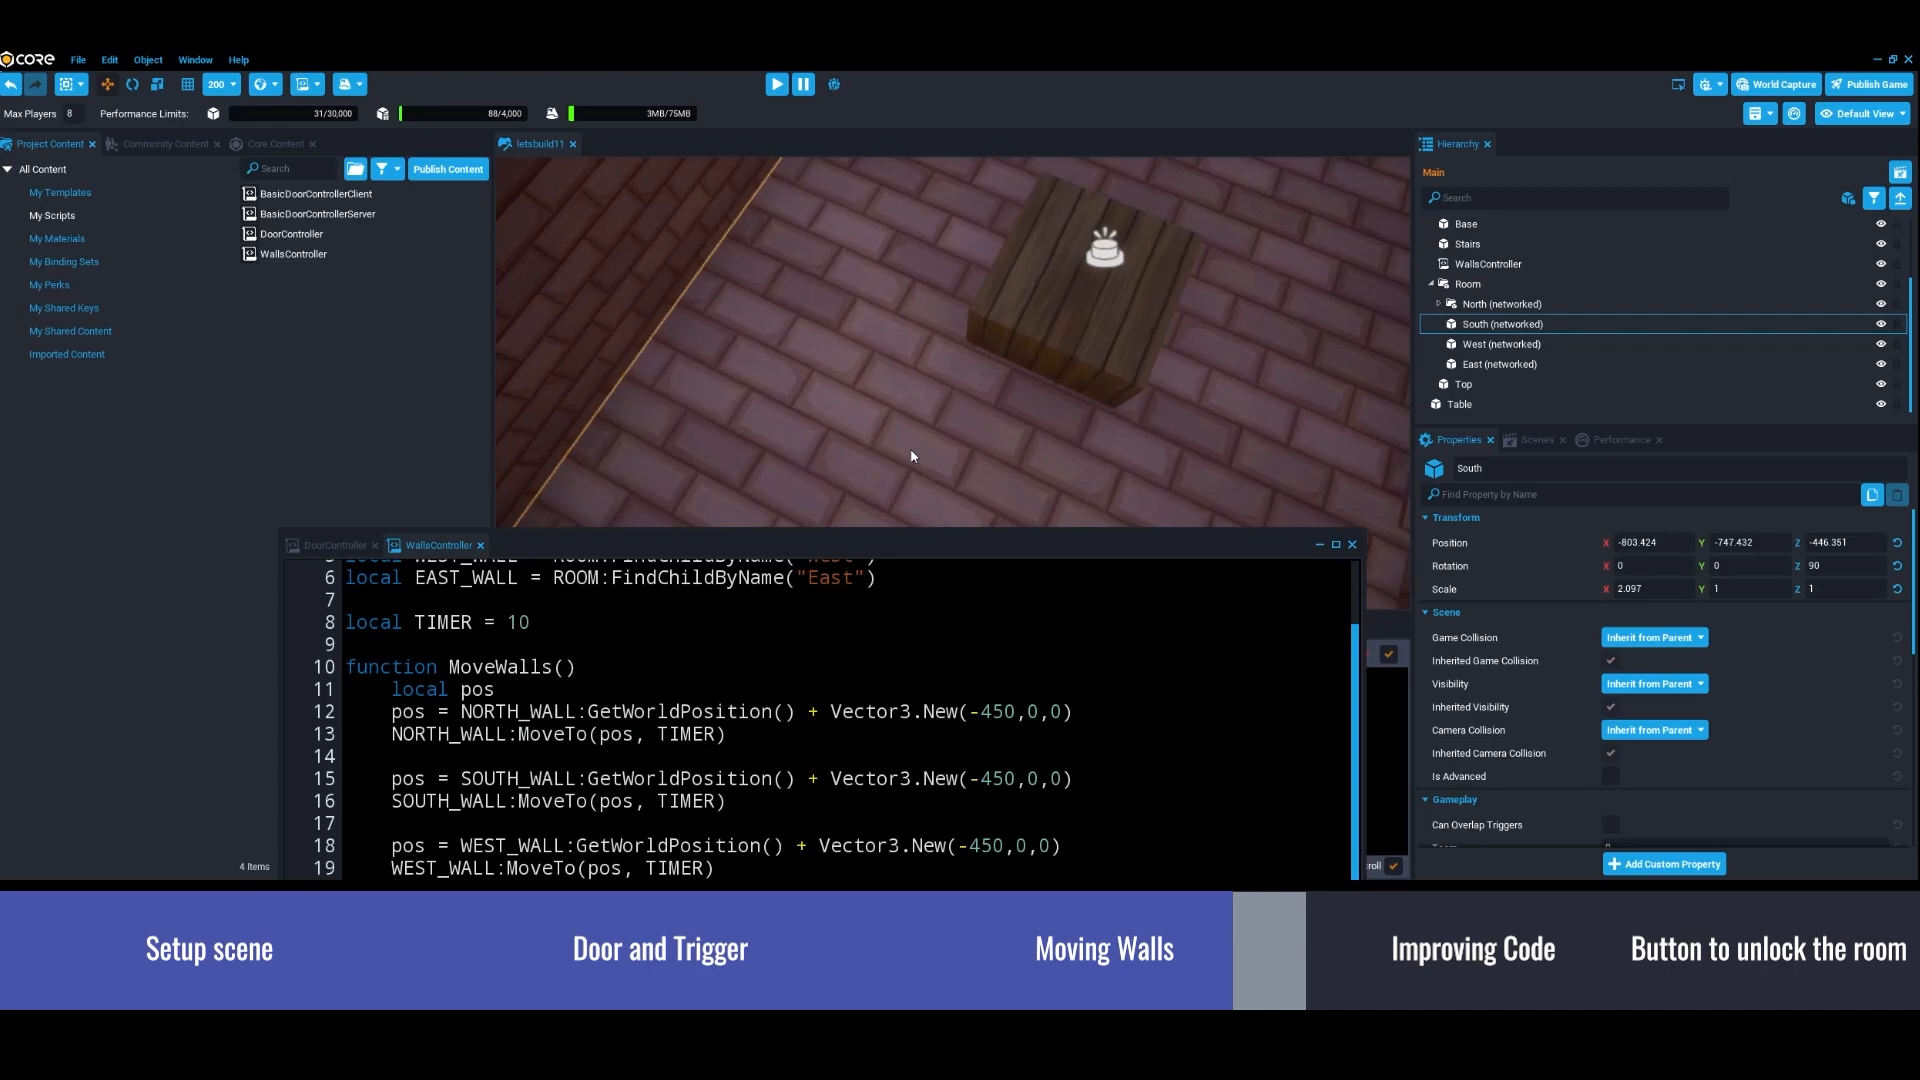 CORE File Edit Object Window Help
200 World Capture Publish Game
Max Players 8 Performance Limits: 31/30,000 88/4,000 3MB/75MB Default View
Project Content Community Content Core Content
All Content
My Templates
My Scripts
My Materials
My Binding Sets
My Perks
My Shared Keys
My Shared Content
Imported Content
Search Publish Content
BasicDoorControllerClient
BasicDoorControllerServer
DoorController
WallsController
4 Items
letsbuild11
Hierarchy
Main
Search
Base
Stairs
WallsController
Room
North (networked)
South (networked)
West (networked)
East (networked)
Top
Table
Properties Scenes Performance
South
Find Property by Name
Transform
Position X -803.424 Y -747.432 Z -446.351
Rotation X 0 Y 0 Z 90
Scale X 2.097 Y 1 Z 1
Scene
Game Collision Inherit from Parent
Inherited Game Collision
Visibility Inherit from Parent
Inherited Visibility
Camera Collision Inherit from Parent
Inherited Camera Collision
Is Advanced
Gameplay
Can Overlap Triggers
Add Custom Property
DoorController WallsController
6 local EAST_WALL = ROOM:FindChildByName("East")
7
8 local TIMER = 10
9
10 function MoveWalls()
11 local pos
12 pos = NORTH_WALL:GetWorldPosition() + Vector3.New(-450,0,0)
13 NORTH_WALL:MoveTo(pos, TIMER)
14
15 pos = SOUTH_WALL:GetWorldPosition() + Vector3.New(-450,0,0)
16 SOUTH_WALL:MoveTo(pos, TIMER)
17
18 pos = WEST_WALL:GetWorldPosition() + Vector3.New(-450,0,0)
19 WEST_WALL:MoveTo(pos, TIMER)
Setup scene
Door and Trigger
Moving Walls
Improving Code
Button to unlock the room